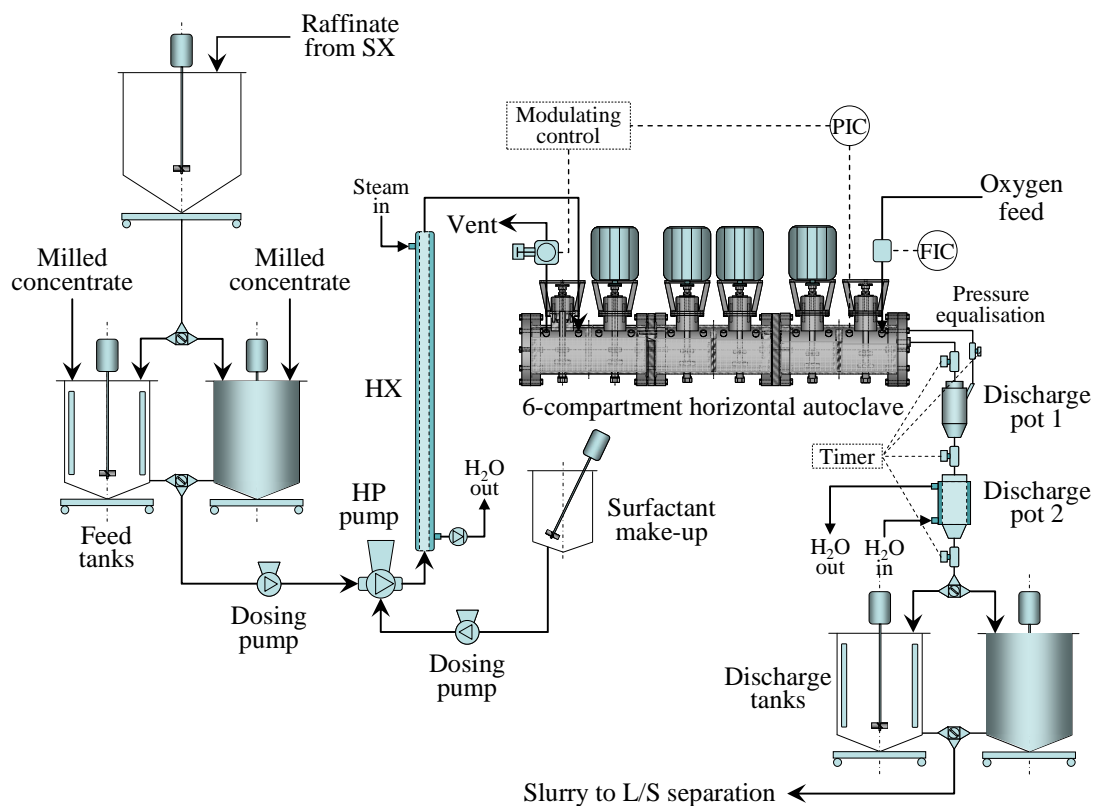 Raffinate
from SX
Modulating
control
PIC
Steam
in
Vent
Oxygen
feed
FIC
Milled
concentrate
Milled
concentrate
Pressure
equalisation
HX
6-compartment horizontal autoclave
Discharge
pot 1
Timer
H₂O
out
HP
pump
Surfactant
make-up
Discharge
pot 2
Feed
tanks
H₂O
out
H₂O
in
Dosing
pump
Dosing
pump
Discharge
tanks
Slurry to L/S separation